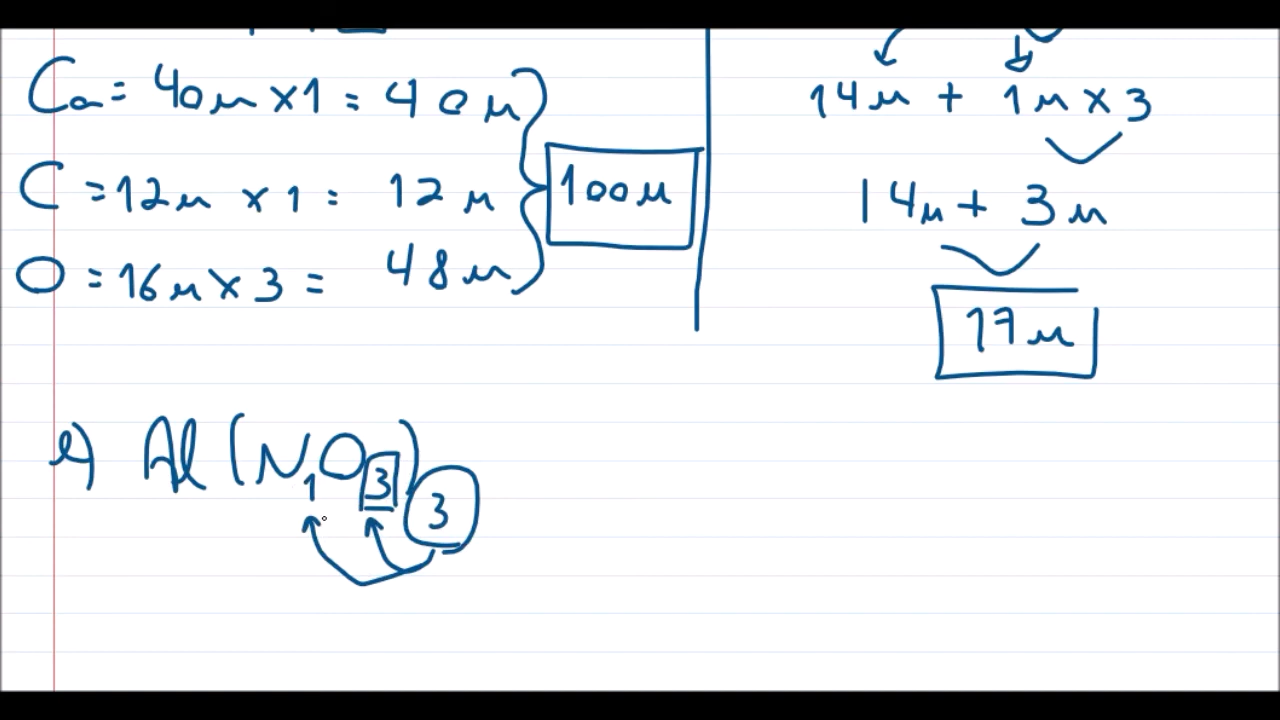 Ca = 40u x 1 = 40u
C = 12u x 1 = 12u
O = 16u x 3 = 48u
100u
14u + 1u x 3
14u + 3u
17u
e) Al(N1O3)3